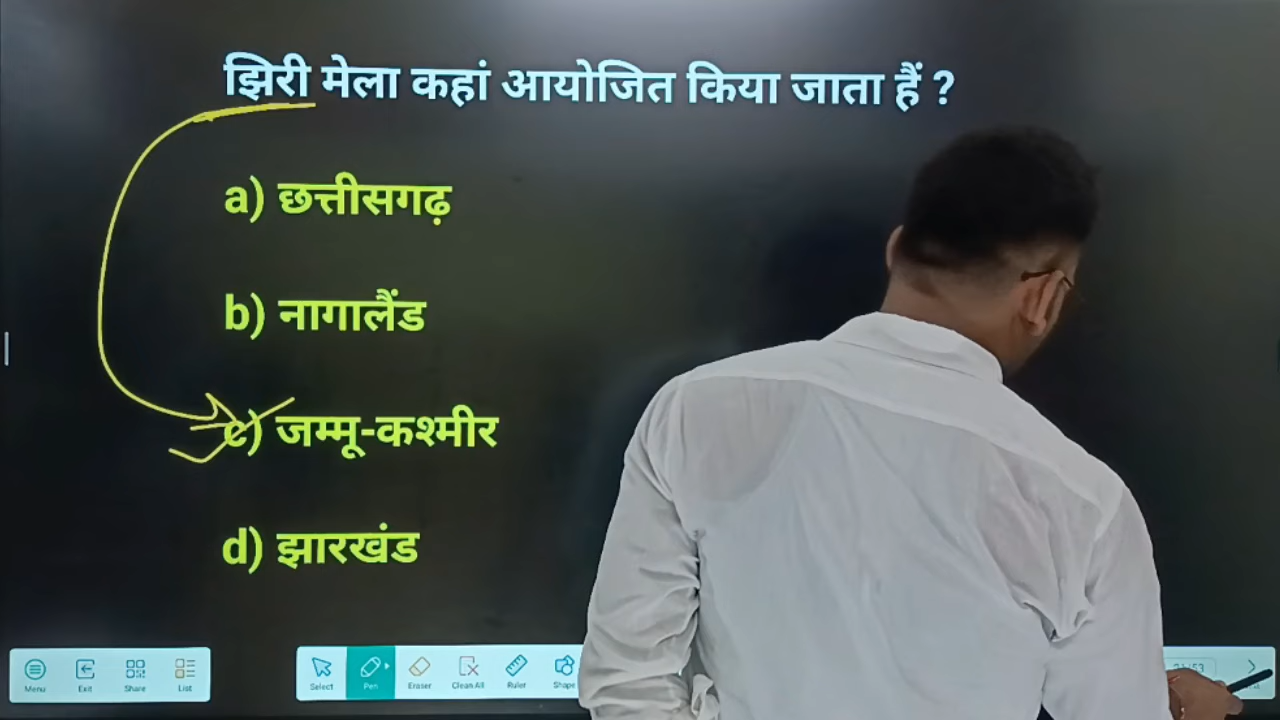 झिरी मेला कहां आयोजित किया जाता हैं ?
a) छत्तीसगढ़
b) नागालैंड
c) जम्मू-कश्मीर
d) झारखंड
Menu Exit Share List Select Pen Eraser Clean All Ruler Shape